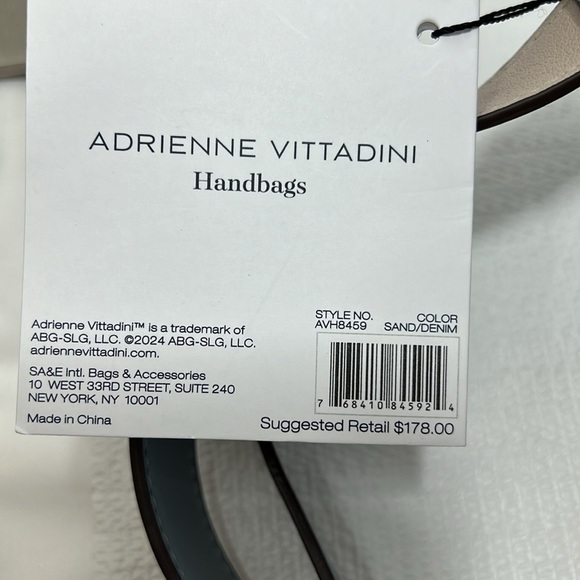 ADRIENNE VITTADINI
Handbags
Adrienne Vittadini™ is a trademark of
ABG-SLG, LLC. ©2024 ABG-SLG, LLC.
adriennevittadini.com.
SA&E Intl. Bags & Accessories
10 WEST 33RD STREET, SUITE 240
NEW YORK, NY 10001
Made in China
STYLE NO. COLOR
AVH8459 SAND/DENIM
7 68410 84592 4
Suggested Retail $178.00